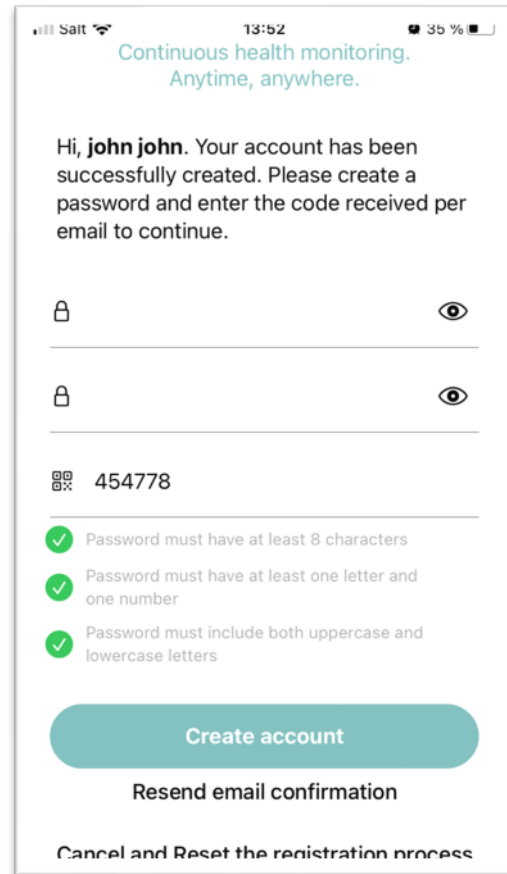 Salt 13:52 35 %
Continuous health monitoring.
Anytime, anywhere.
Hi, john john. Your account has been
successfully created. Please create a
password and enter the code received per
email to continue.
454778
Password must have at least 8 characters
Password must have at least one letter and
one number
Password must include both uppercase and
lowercase letters
Create account
Resend email confirmation
Cancel and Reset the registration process